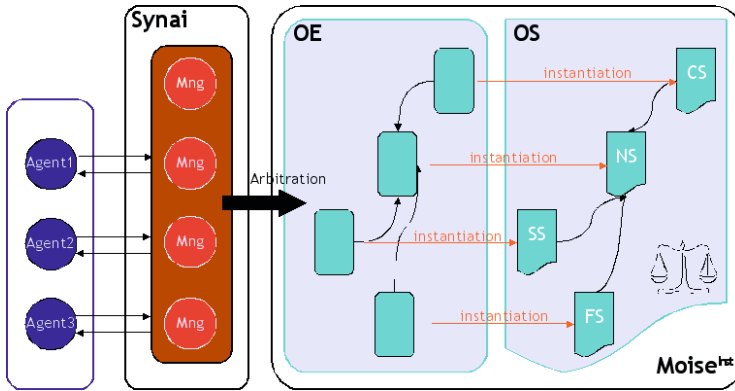 Synai
OE
OS
Mng
instantiation
CS
Agent1
Mng
instantiation
NS
Arbitration
Agent2
Mng
instantiation
SS
Agent3
Mng
instantiation
FS
Moise Inst